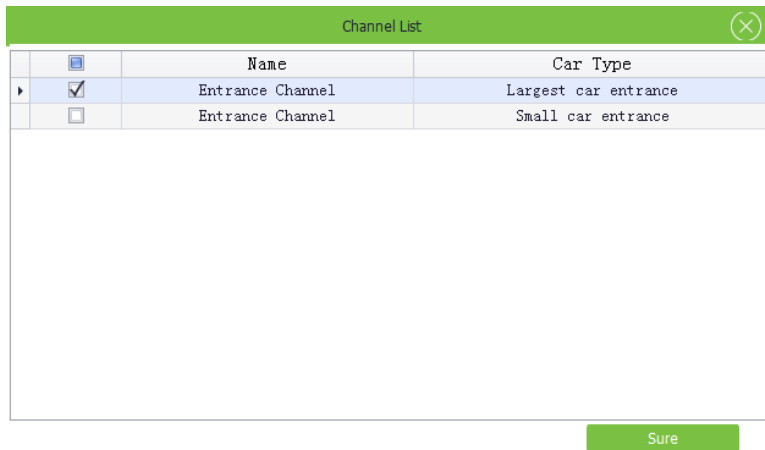 Channel List
Name Car Type
Entrance Channel Largest car entrance
Entrance Channel Small car entrance
Sure